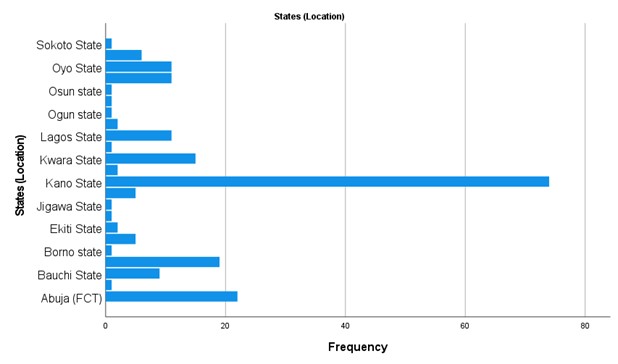 States (Location)
Sokoto State
Oyo State
Osun state
Ogun state
Lagos State
Kwara State
Kano State
Jigawa State
Ekiti State
Borno state
Bauchi State
Abuja (FCT)
States (Location)
0 20 40 60 80
Frequency